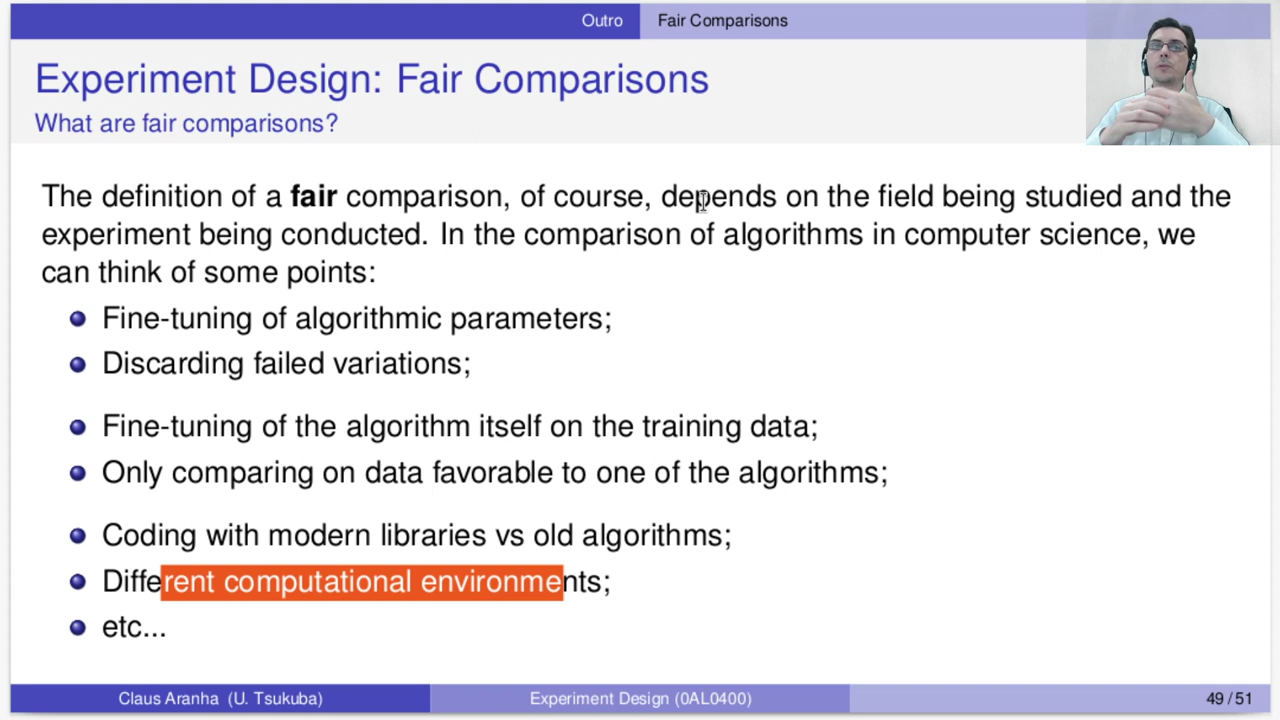 Outro Fair Comparisons
Experiment Design: Fair Comparisons
What are fair comparisons?
The definition of a fair comparison, of course, depends on the field being studied and the
experiment being conducted. In the comparison of algorithms in computer science, we
can think of some points:
Fine-tuning of algorithmic parameters;
Discarding failed variations;
Fine-tuning of the algorithm itself on the training data;
Only comparing on data favorable to one of the algorithms;
Coding with modern libraries vs old algorithms;
Different computational environments;
etc...
Claus Aranha (U. Tsukuba) Experiment Design (0AL0400) 49 / 51